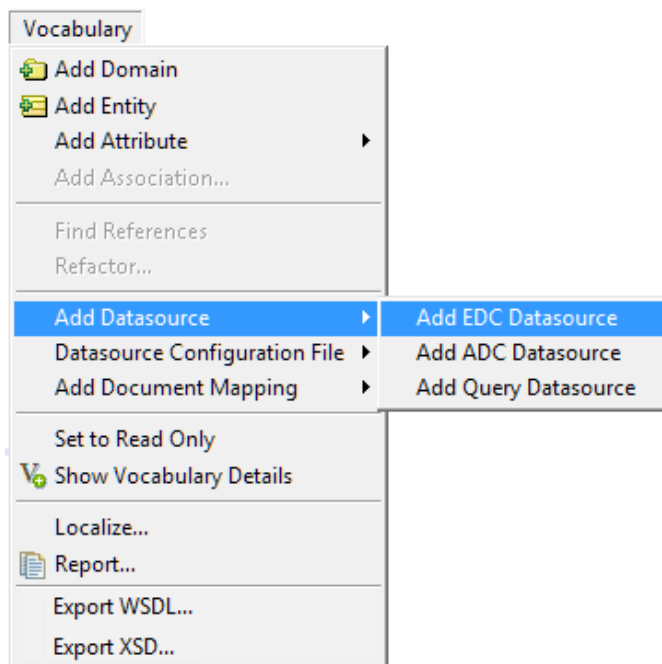 Vocabulary
Add Domain
Add Entity
Add Attribute
Add Association...
Find References
Refactor...
Add Datasource
Add EDC Datasource
Datasource Configuration File
Add ADC Datasource
Add Document Mapping
Add Query Datasource
Set to Read Only
Show Vocabulary Details
Localize...
Report...
Export WSDL...
Export XSD...